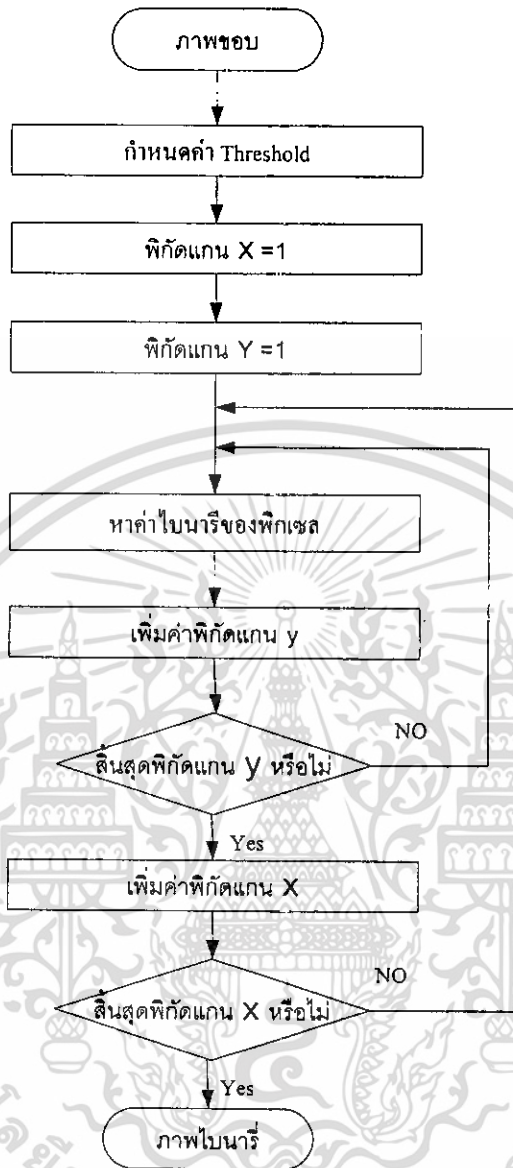 ภาพขอบ
กำหนดค่า Threshold
พิกัดแกน X =1
พิกัดแกน Y =1
หาค่าไบนารีของพิกเซล
เพิ่มค่าพิกัดแกน y
สิ้นสุดพิกัดแกน y หรือไม่
NO
Yes
เพิ่มค่าพิกัดแกน X
สิ้นสุดพิกัดแกน X หรือไม่
NO
Yes
ภาพไบนารี่